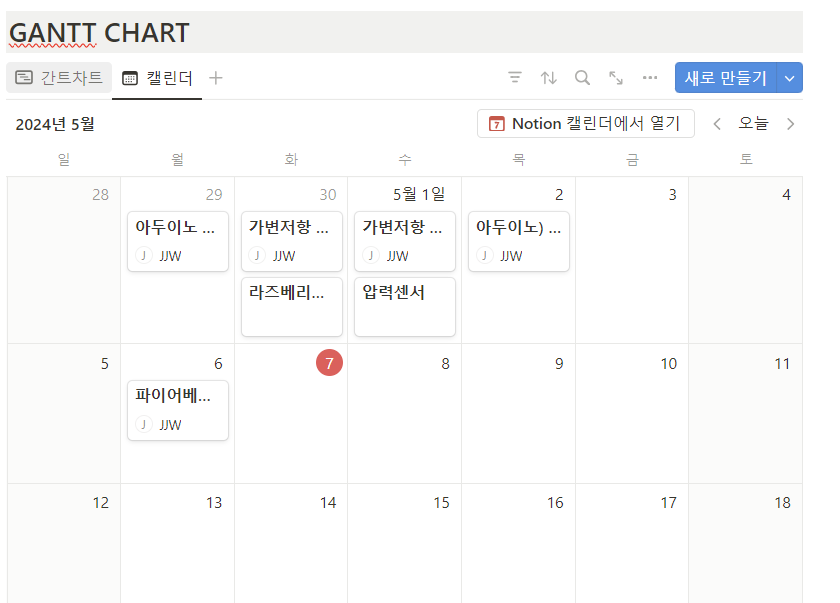 GANTT CHART
간트차트 캘린더
새로 만들기
2024년 5월
7 Notion 캘린더에서 열기
오늘
일 월 화 수 목 금 토
28 29 30 5월 1일 2 3 4
아두이노 ... 가변저항 ... 가변저항 ... 아두이노) ...
J JJW J JJW J JJW J JJW
라즈베리... 압력센서
5 6 7 8 9 10 11
파이어베...
J JJW
12 13 14 15 16 17 18